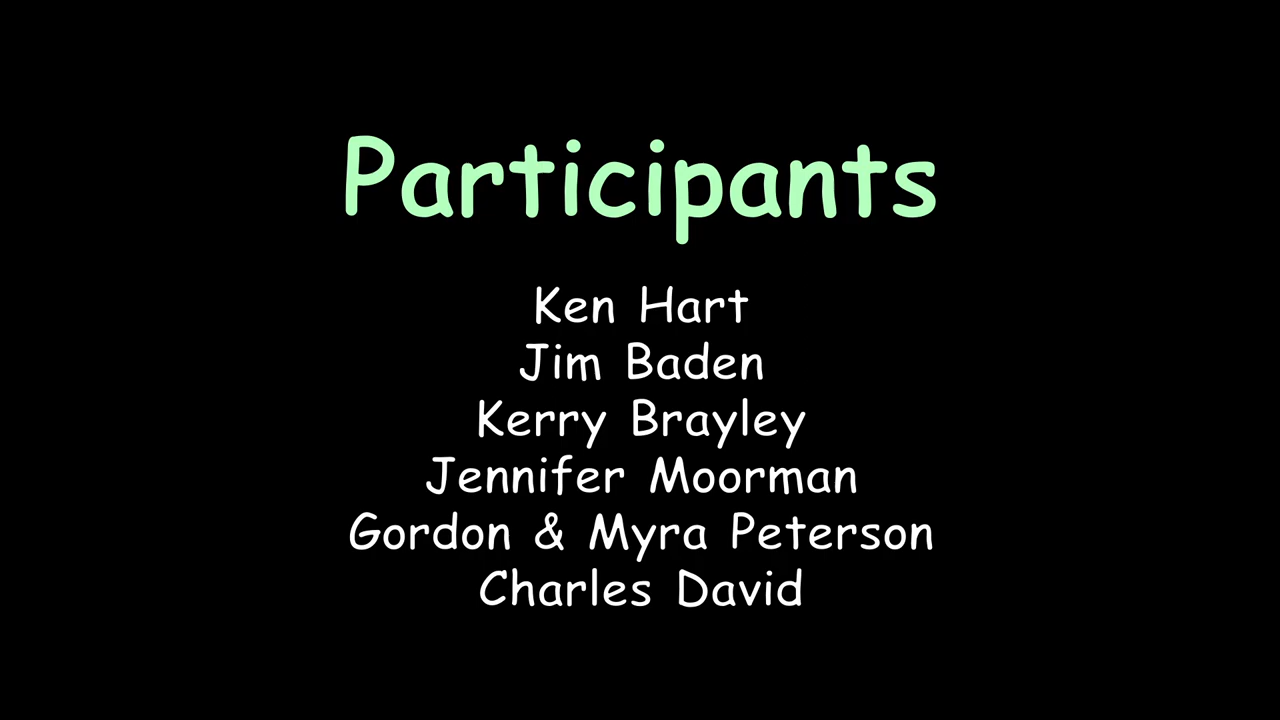 Participants
Ken Hart
Jim Baden
Kerry Brayley
Jennifer Moorman
Gordon & Myra Peterson
Charles David